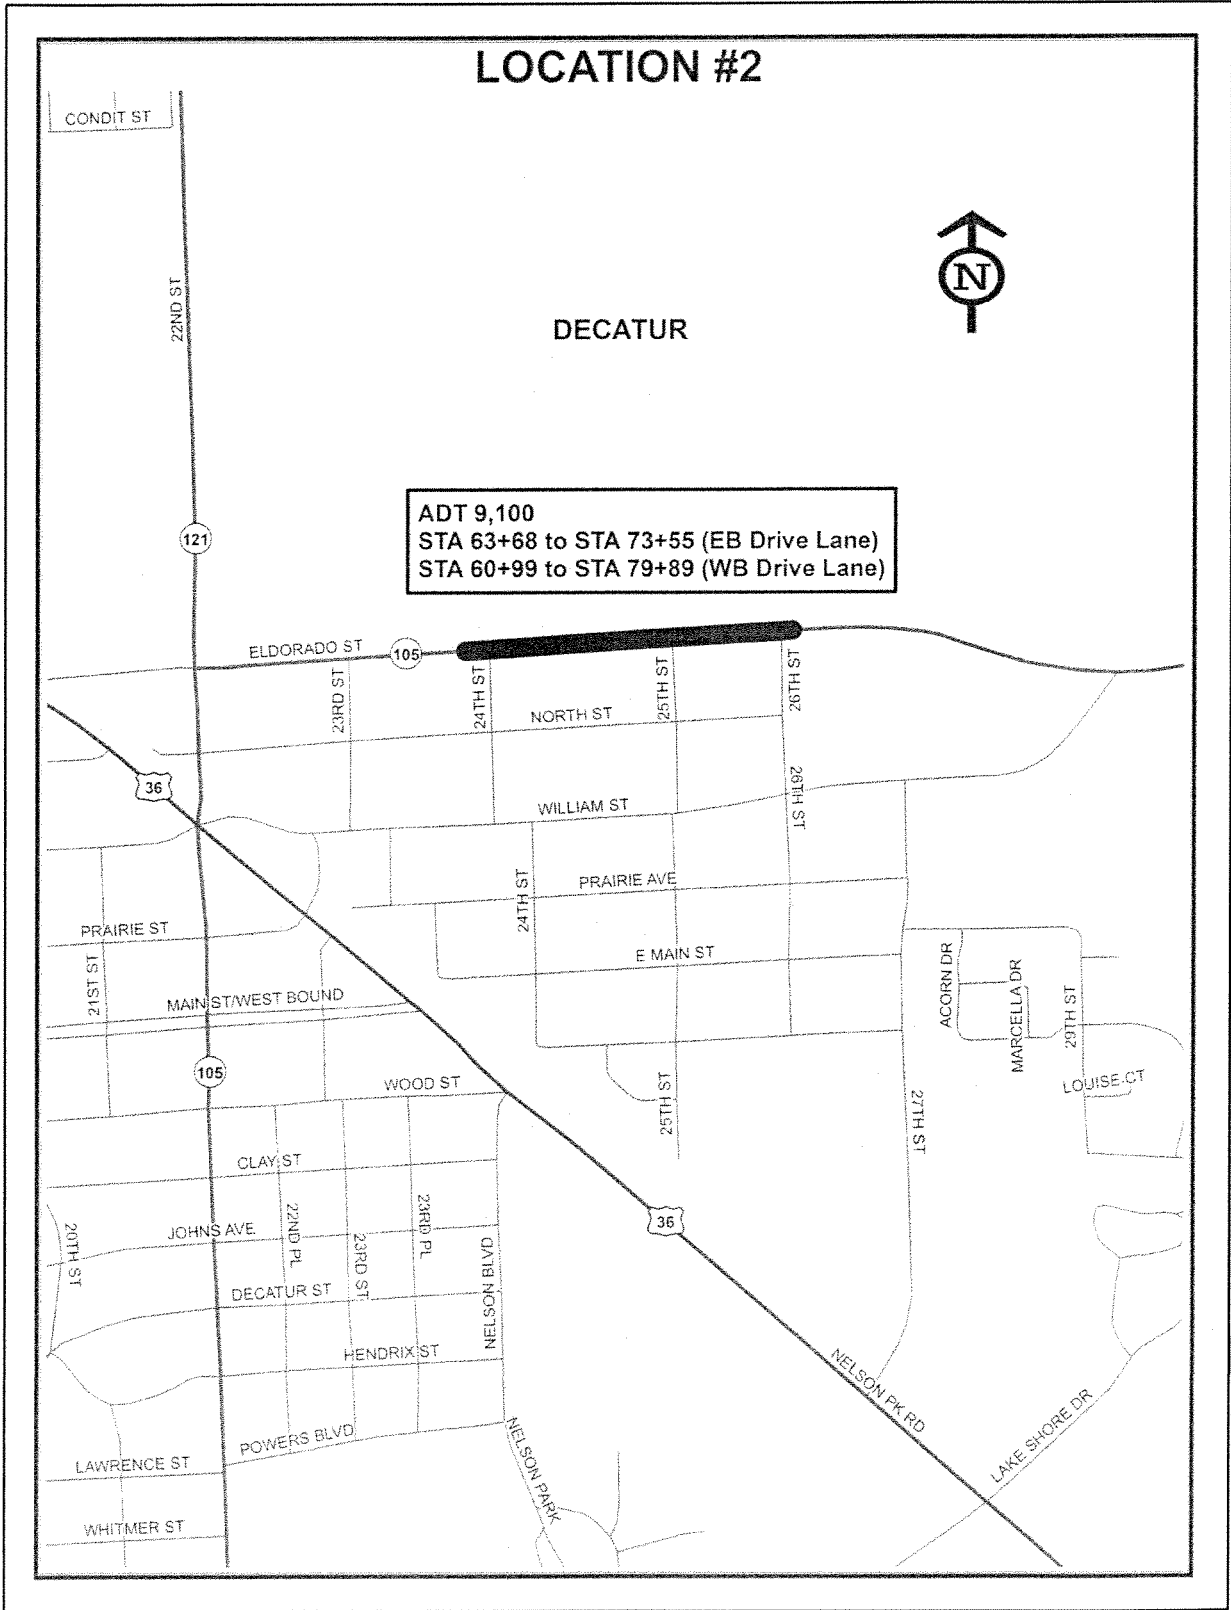 LOCATION #2
CONDIT ST
22ND ST
N
DECATUR
ADT 9,100
STA 63+68 to STA 73+55 (EB Drive Lane)
STA 60+99 to STA 79+89 (WB Drive Lane)
121
ELDORADO ST
105
23RD ST
24TH ST
25TH ST
26TH ST
NORTH ST
36
26TH ST
WILLIAM ST
24TH ST
PRAIRIE AVE
PRAIRIE ST
E MAIN ST
21ST ST
MAIN ST/WEST BOUND
ACORN DR
MARCELLA DR
29TH ST
105
WOOD ST
25TH ST
LOUISE CT
27TH ST
CLAY ST
20TH ST
JOHNS AVE
22ND PL
23RD ST
23RD PL
NELSON BLVD
36
DECATUR ST
HENDRIX ST
NELSON PK RD
LAKE SHORE DR
POWERS BLVD
NELSON PARK
LAWRENCE ST
WHITMER ST